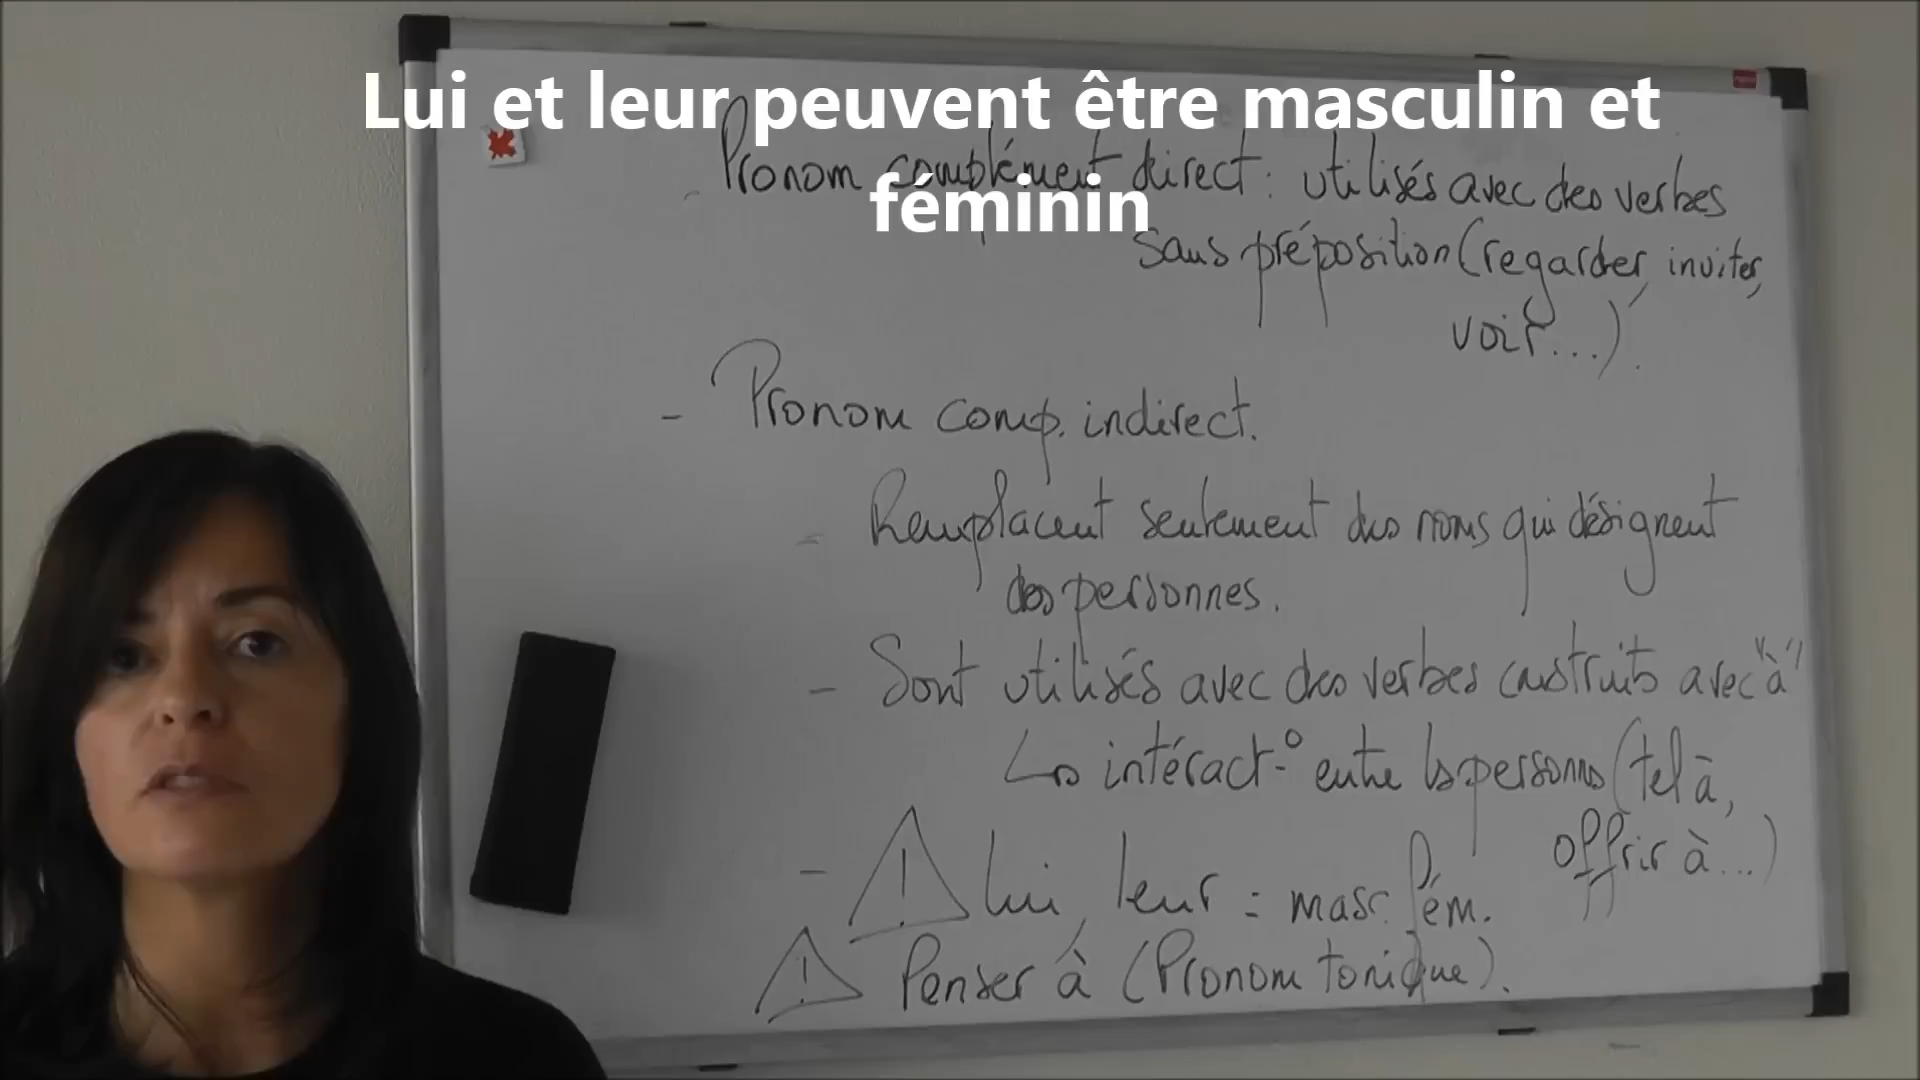 Lui et leur peuvent être masculin et
féminin
- Pronom complément direct : utilisés avec des verbes
sans préposition (regarder, inviter,
voir...).
- Pronom comp. indirect.
- Remplacent seulement des noms qui désignent
des personnes.
- Sont utilisés avec des verbes construits avec "à"
↳ intéract-° entre les personnes (tel à,
offrir à...)
- ! Lui, leur = masc. fém.
! Penser à (Pronom tonique).